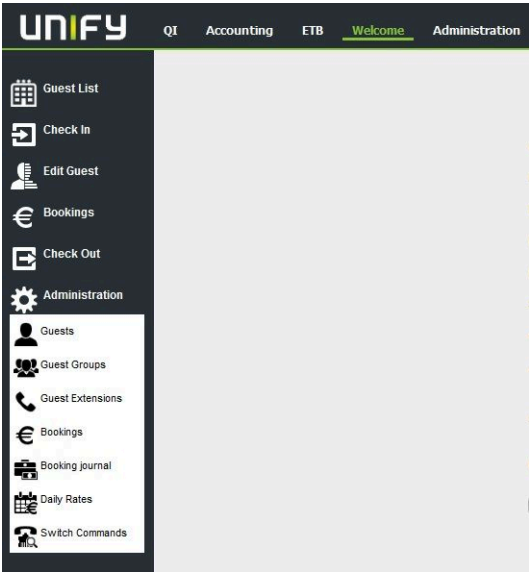 UNIFY
QI Accounting ETB Welcome Administration
Guest List
Check In
Edit Guest
Bookings
Check Out
Administration
Guests
Guest Groups
Guest Extensions
Bookings
Booking journal
Daily Rates
Switch Commands